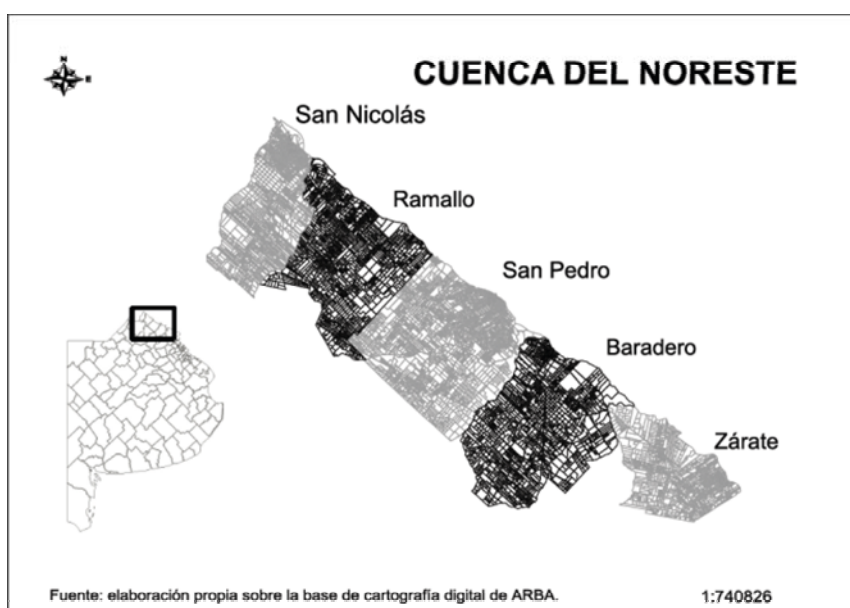 N
E
CUENCA DEL NORESTE
San Nicolás
Ramallo
San Pedro
Baradero
Zárate
Fuente: elaboración propia sobre la base de cartografía digital de ARBA.
1:740826